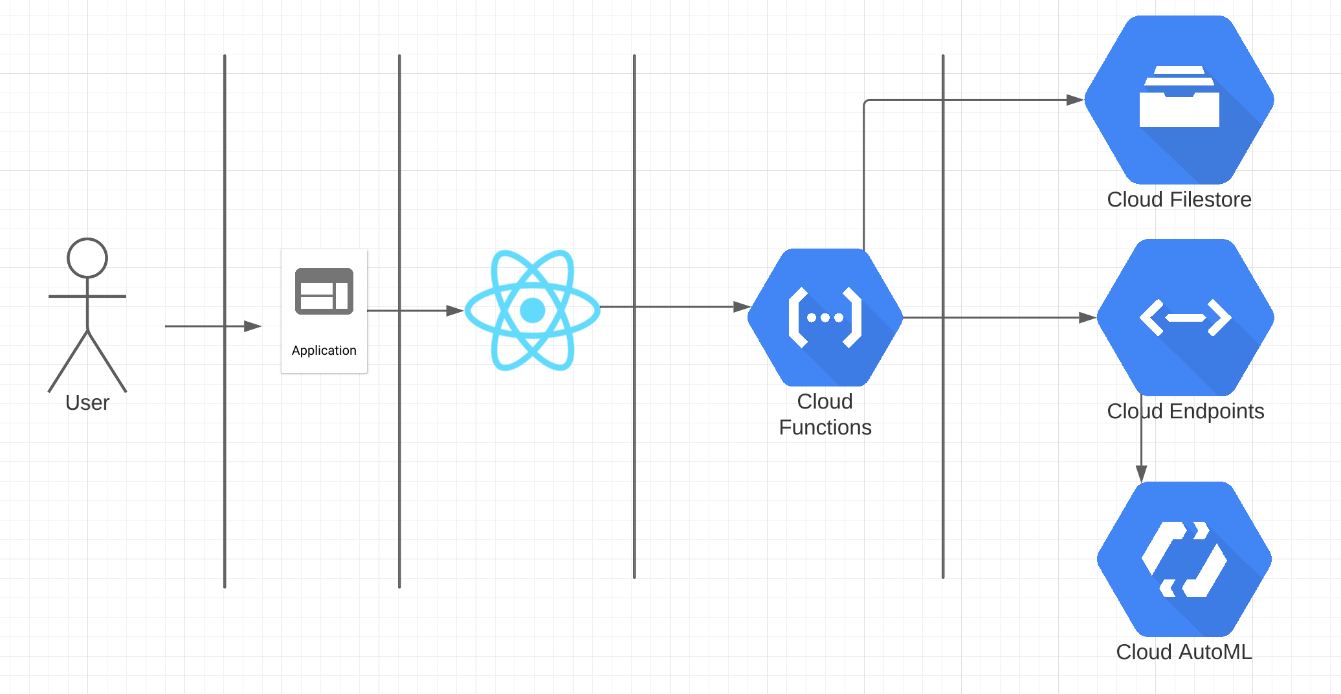 User
Application
Cloud
Functions
Cloud Filestore
Cloud Endpoints
Cloud AutoML